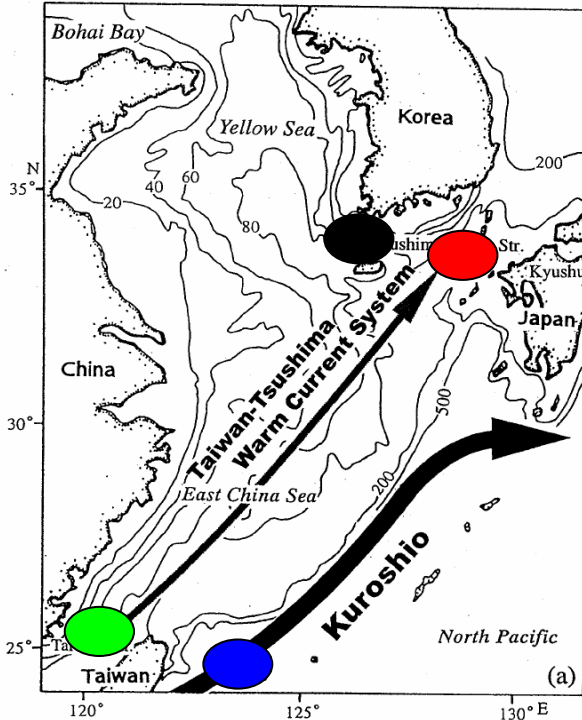 Bohai Bay
Korea
Yellow Sea
200
N
35°
40
60
20
80
Str.
Kyushu
Japan
China
Taiwan-Tsushima
Warm Current System
500
30°
East China Sea
200
Kuroshio
North Pacific
25°
Taiwan
(a)
120°
125°
130° E